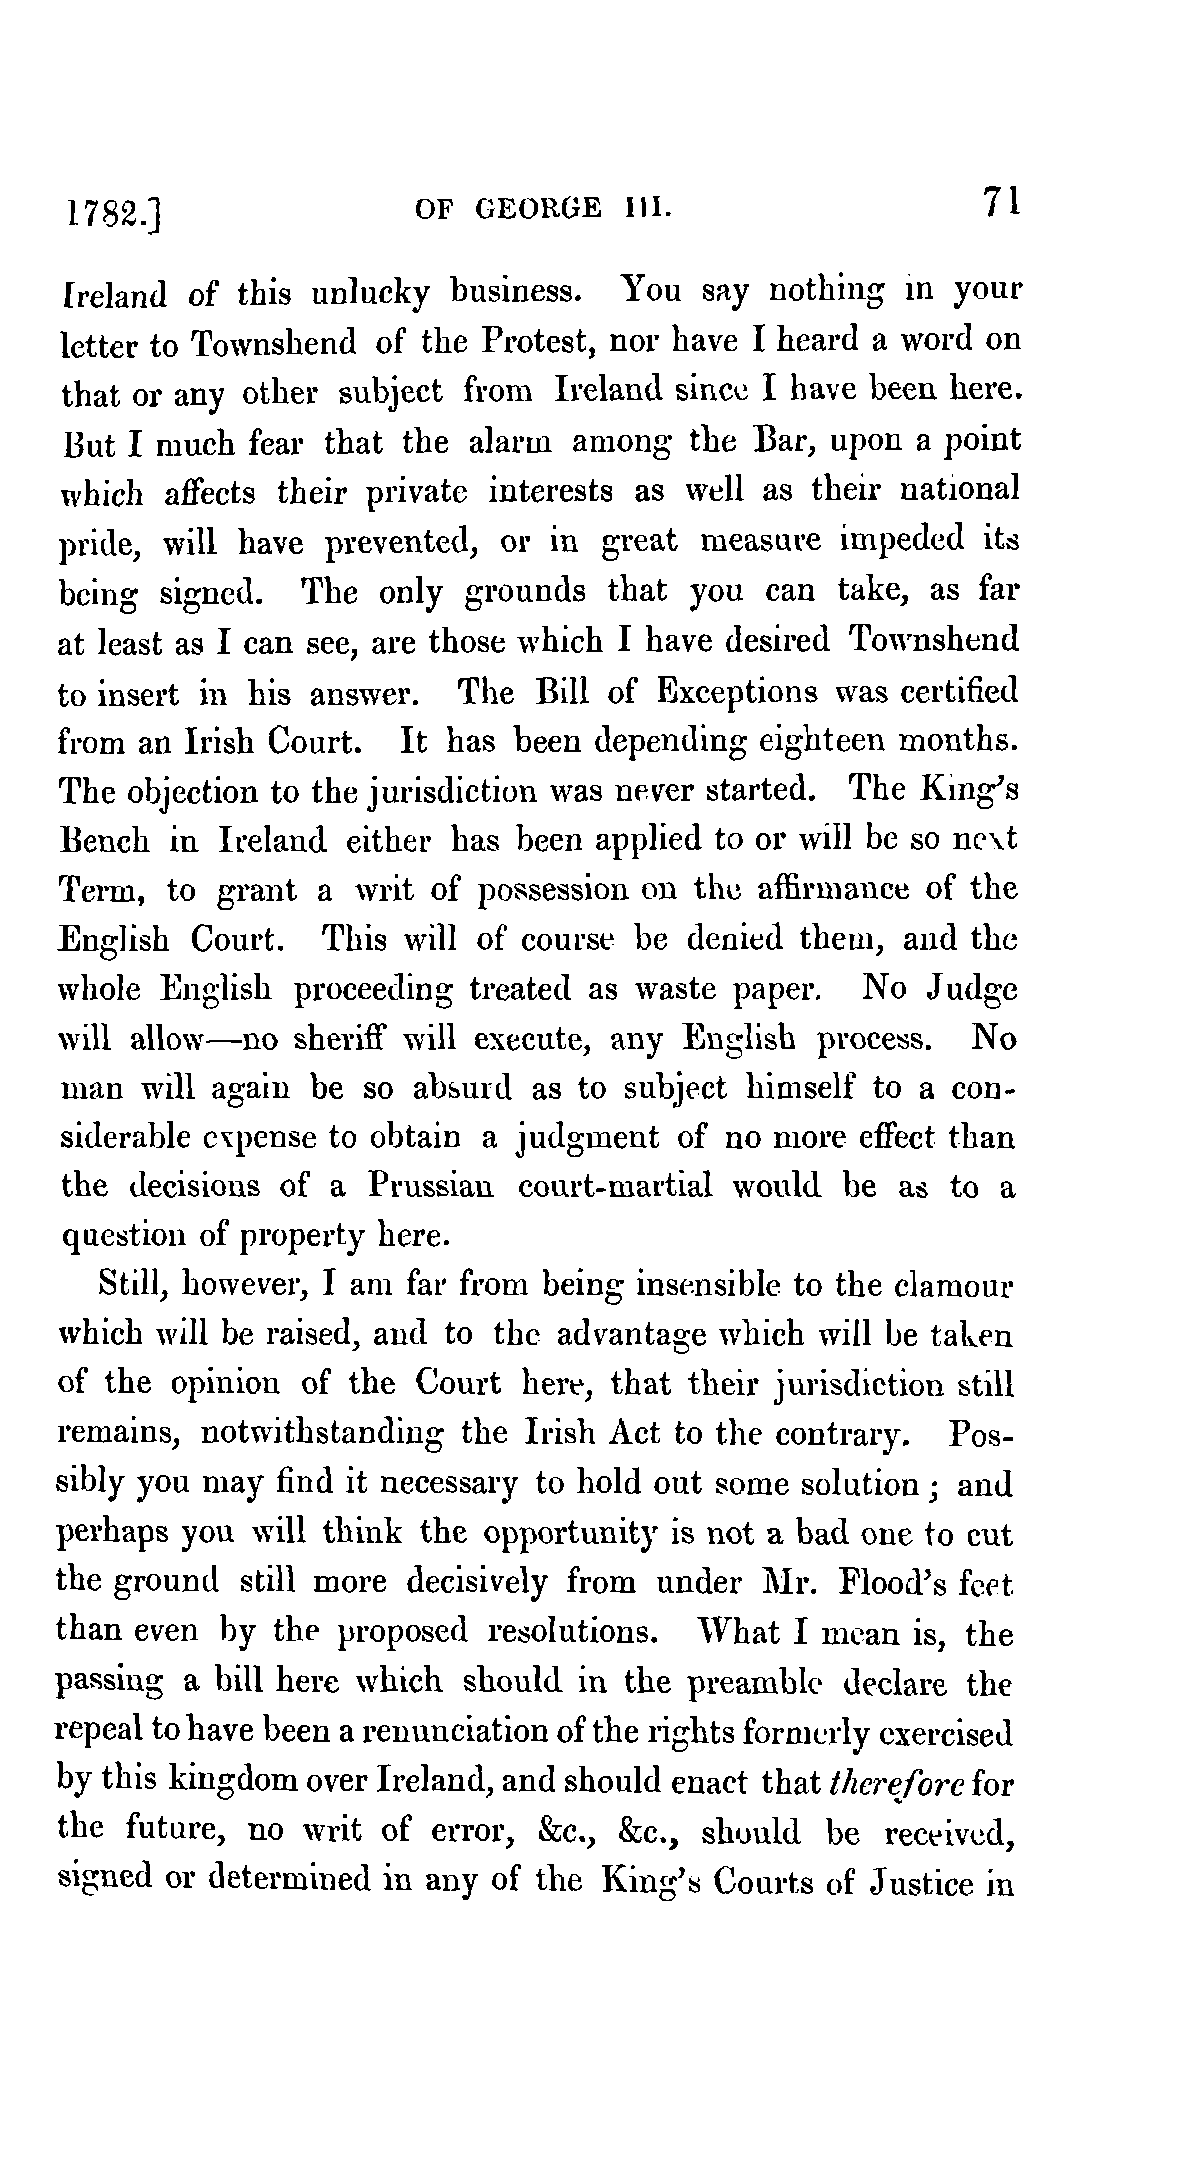 1782.] OF GEORGE III. 71
Ireland of this unlucky business. You say nothing in your
letter to Townshend of the Protest, nor have I heard a word on
that or any other subject from Ireland since I have been here.
But I much fear that the alarm among the Bar, upon a point
which affects their private interests as well as their national
pride, will have prevented, or in great measure impeded its
being signed. The only grounds that you can take, as far
at least as I can see, are those which I have desired Townshend
to insert in his answer. The Bill of Exceptions was certified
from an Irish Court. It has been depending eighteen months.
The objection to the jurisdiction was never started. The King's
Bench in Ireland either has been applied to or will be so next
Term, to grant a writ of possession on the affirmance of the
English Court. This will of course be denied them, and the
whole English proceeding treated as waste paper. No Judge
will allow—no sheriff will execute, any English process. No
man will again be so absurd as to subject himself to a con-
siderable expense to obtain a judgment of no more effect than
the decisions of a Prussian court-martial would be as to a
question of property here.
Still, however, I am far from being insensible to the clamour
which will be raised, and to the advantage which will be taken
of the opinion of the Court here, that their jurisdiction still
remains, notwithstanding the Irish Act to the contrary. Pos-
sibly you may find it necessary to hold out some solution; and
perhaps you will think the opportunity is not a bad one to cut
the ground still more decisively from under Mr. Flood's feet
than even by the proposed resolutions. What I mean is, the
passing a bill here which should in the preamble declare the
repeal to have been a renunciation of the rights formerly exercised
by this kingdom over Ireland, and should enact that therefore for
the future, no writ of error, &c., &c., should be received,
signed or determined in any of the King's Courts of Justice in